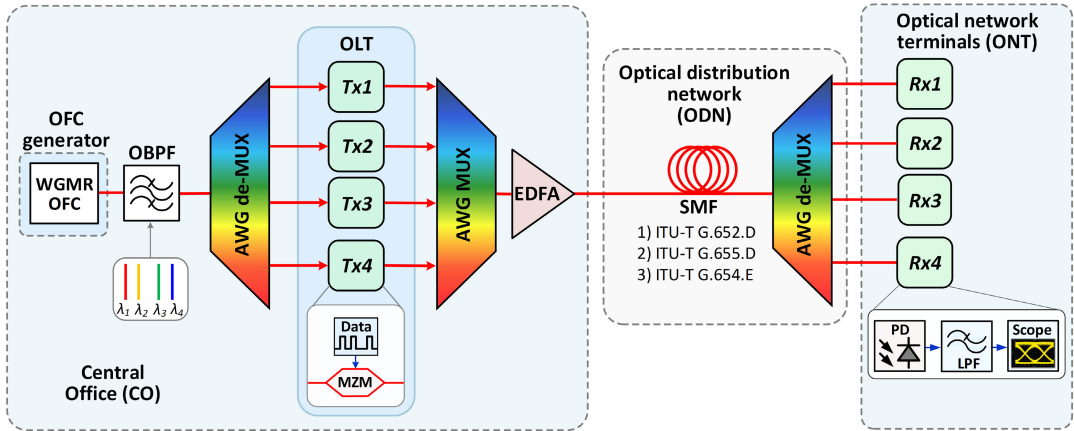 OFC
generator
WGMR
OFC
OBPF
λ1 λ2 λ3 λ4
Central
Office (CO)
AWG de-MUX
OLT
Tx1
Tx2
Tx3
Tx4
Data
MZM
AWG MUX
EDFA
Optical distribution
network
(ODN)
SMF
1) ITU-T G.652.D
2) ITU-T G.655.D
3) ITU-T G.654.E
AWG de-MUX
Optical network
terminals (ONT)
Rx1
Rx2
Rx3
Rx4
PD
LPF
Scope